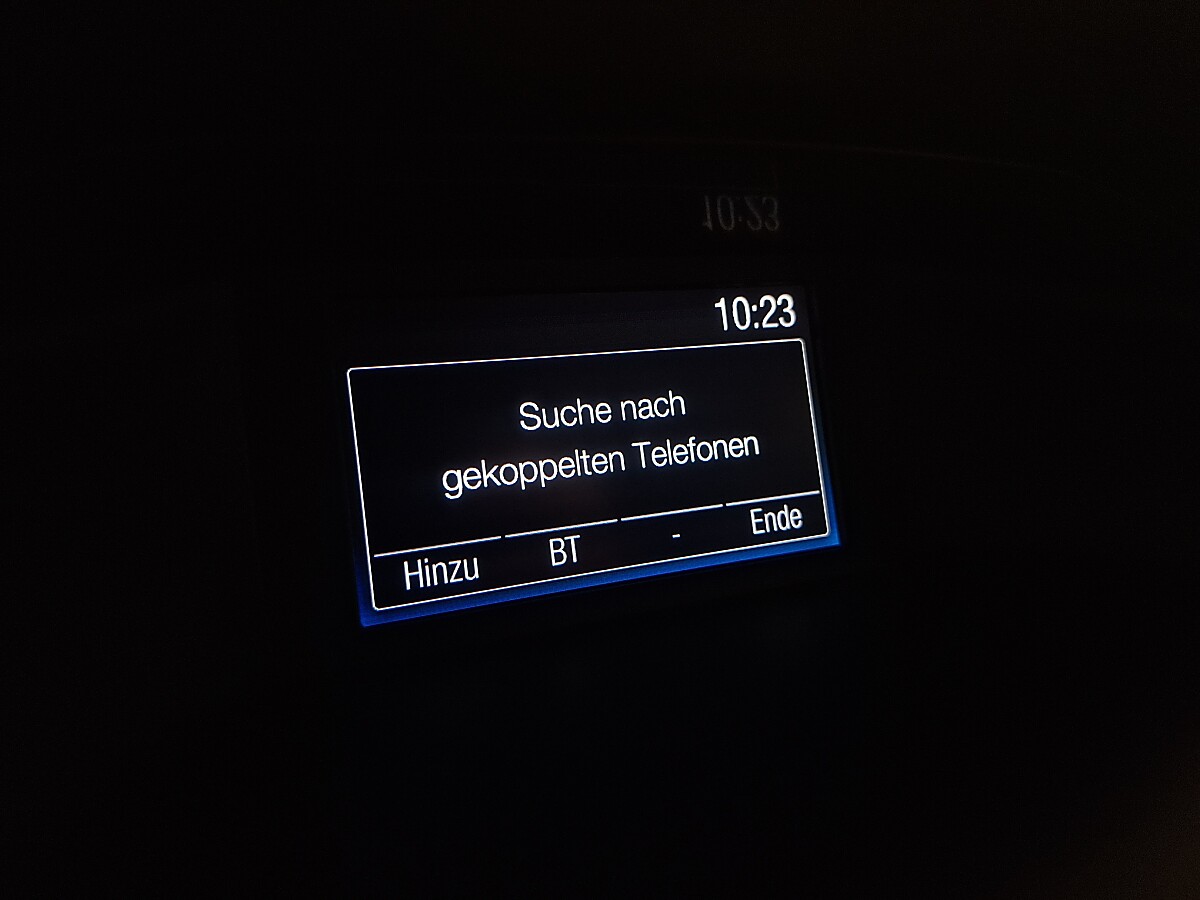 10:23
Suche nach
gekoppelten Telefonen
Hinzu BT - Ende